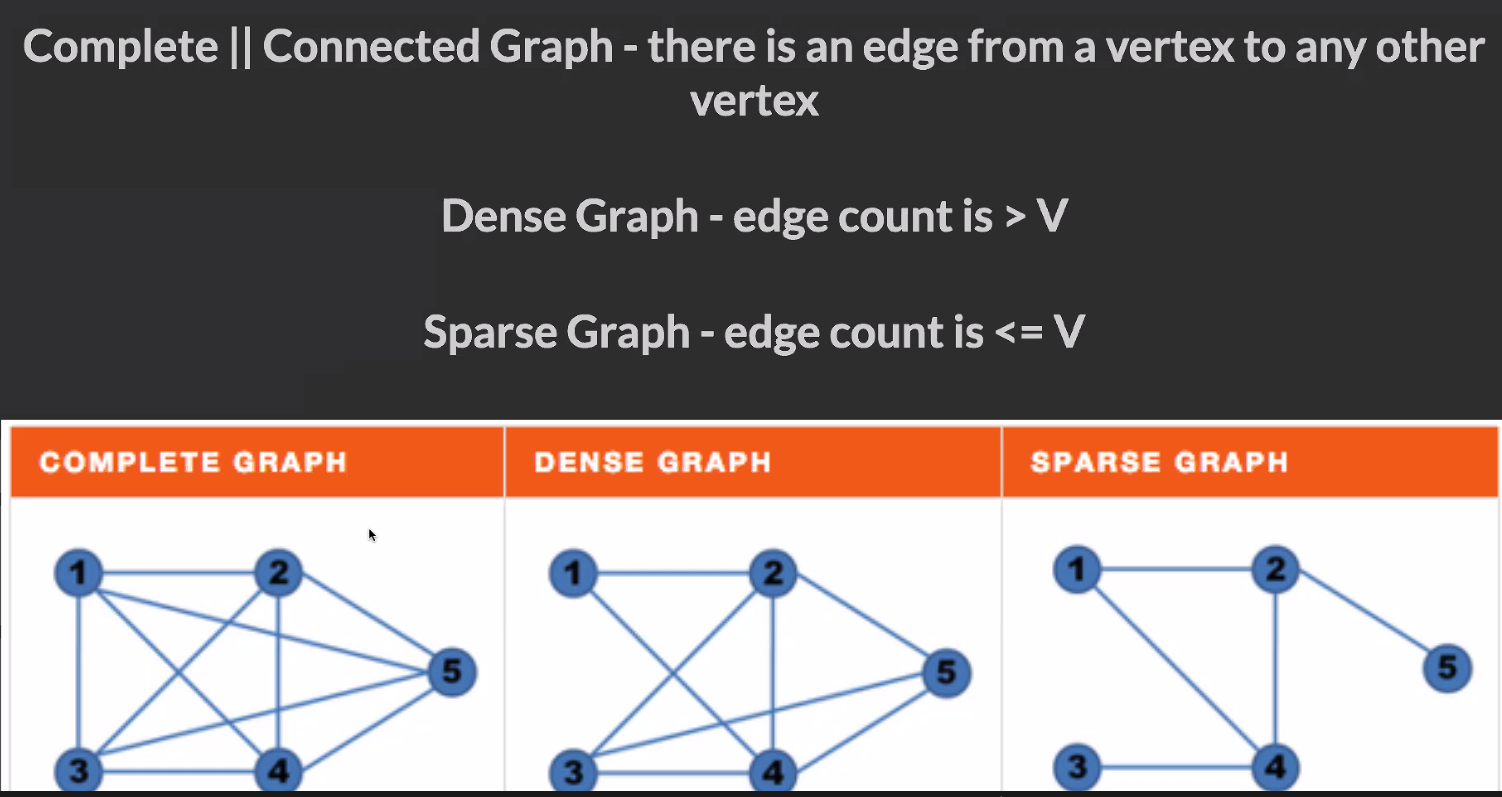 Complete || Connected Graph - there is an edge from a vertex to any other
vertex
Dense Graph - edge count is > V
Sparse Graph - edge count is <= V
COMPLETE GRAPH
DENSE GRAPH
SPARSE GRAPH
1
2
5
3
4
1
2
5
3
4
1
2
5
3
4